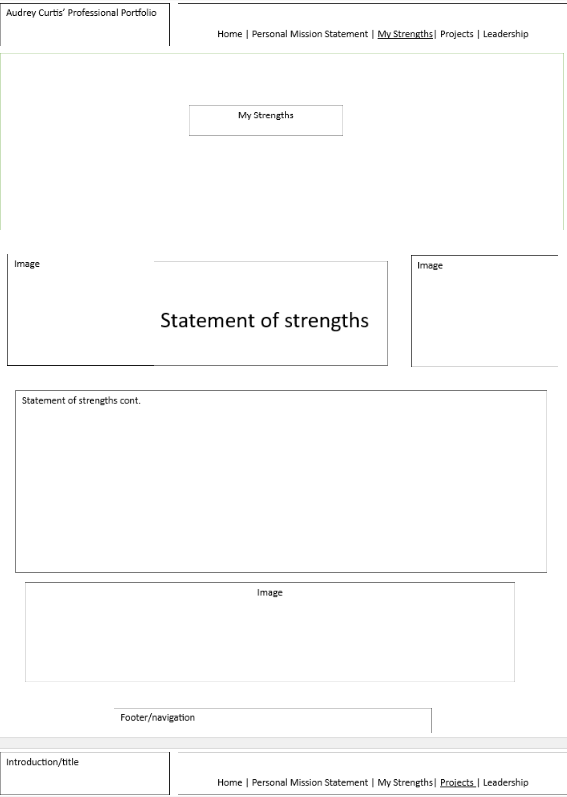 Audrey Curtis’ Professional Portfolio
Home | Personal Mission Statement | My Strengths| Projects | Leadership
My Strengths
Image
Statement of strengths
Image
Statement of strengths cont.
Image
Footer/navigation
Introduction/title
Home | Personal Mission Statement | My Strengths| Projects | Leadership